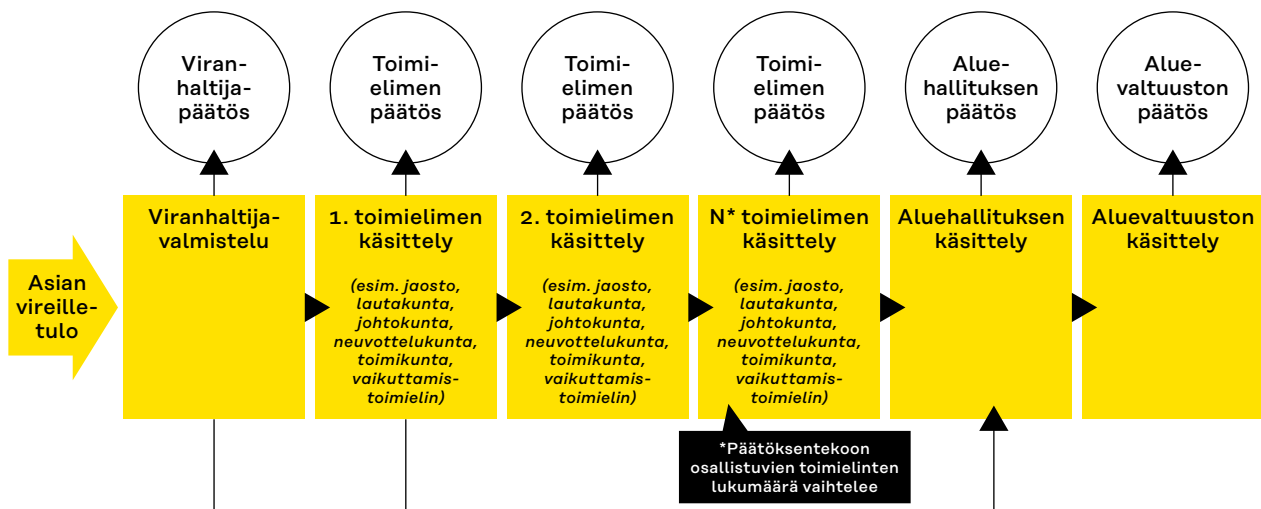 Viran-
haltija-
päätös
Toimi-
elimen
päätös
Toimi-
elimen
päätös
Toimi-
elimen
päätös
Alue-
hallituksen
päätös
Alue-
valtuuston
päätös
Asian
vireille-
tulo
Viranhaltija-
valmistelu
1. toimielimen
käsittely
(esim. jaosto,
lautakunta,
johtokunta,
neuvottelukunta,
toimikunta,
vaikuttamis-
toimielin)
2. toimielimen
käsittely
(esim. jaosto,
lautakunta,
johtokunta,
neuvottelukunta,
toimikunta,
vaikuttamis-
toimielin)
N* toimielimen
käsittely
(esim. jaosto,
lautakunta,
johtokunta,
neuvottelukunta,
toimikunta,
vaikuttamis-
toimielin)
Aluehallituksen
käsittely
Aluevaltuuston
käsittely
*Päätöksentekoon
osallistuvien toimielinten
lukumäärä vaihtelee